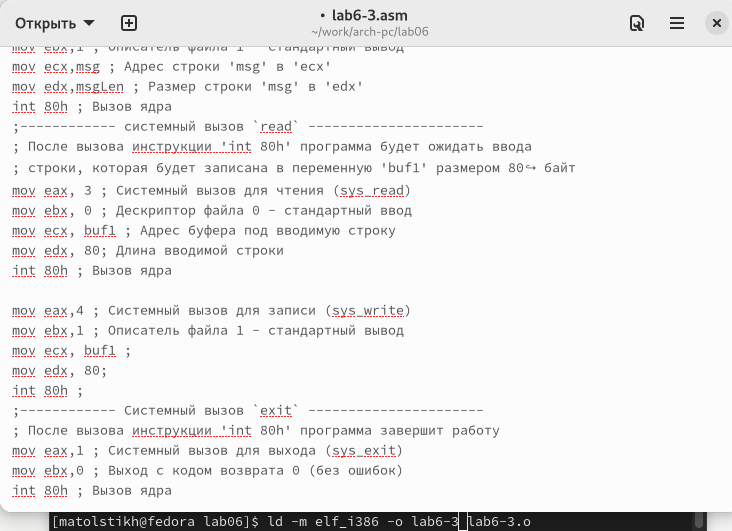 Открыть
• lab6-3.asm
~/work/arch-pc/lab06
mov ebx,1 ; Описатель файла 1 - стандартный вывод
mov ecx,msg ; Адрес строки 'msg' в 'ecx'
mov edx,msgLen ; Размер строки 'msg' в 'edx'
int 80h ; Вызов ядра
;------------ системный вызов `read` ----------------------
; После вызова инструкции 'int 80h' программа будет ожидать ввода
; строки, которая будет записана в переменную 'buf1' размером 80↪ байт
mov eax, 3 ; Системный вызов для чтения (sys_read)
mov ebx, 0 ; Дескриптор файла 0 - стандартный ввод
mov ecx, buf1 ; Адрес буфера под вводимую строку
mov edx, 80; Длина вводимой строки
int 80h ; Вызов ядра
mov eax,4 ; Системный вызов для записи (sys_write)
mov ebx,1 ; Описатель файла 1 - стандартный вывод
mov ecx, buf1 ;
mov edx, 80;
int 80h ;
;------------ Системный вызов `exit` ----------------------
; После вызова инструкции 'int 80h' программа завершит работу
mov eax,1 ; Системный вызов для выхода (sys_exit)
mov ebx,0 ; Выход с кодом возврата 0 (без ошибок)
int 80h ; Вызов ядра
[matolstikh@fedora lab06]$ ld -m elf_i386 -o lab6-3 lab6-3.o